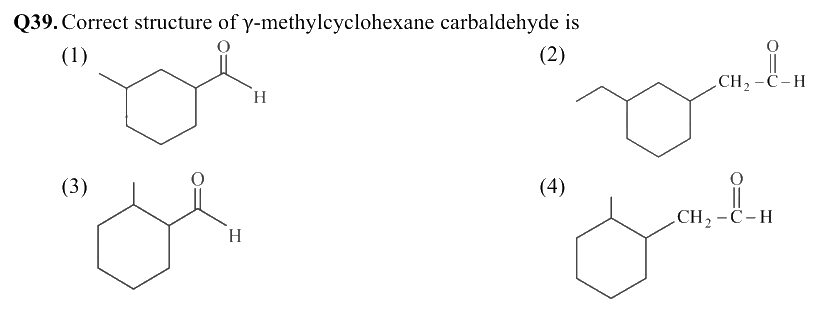 Q39. Correct structure of γ-methylcyclohexane carbaldehyde is
(1)
O
H
(2)
O
CH₂–C–H
(3)
O
H
(4)
O
CH₂–C–H